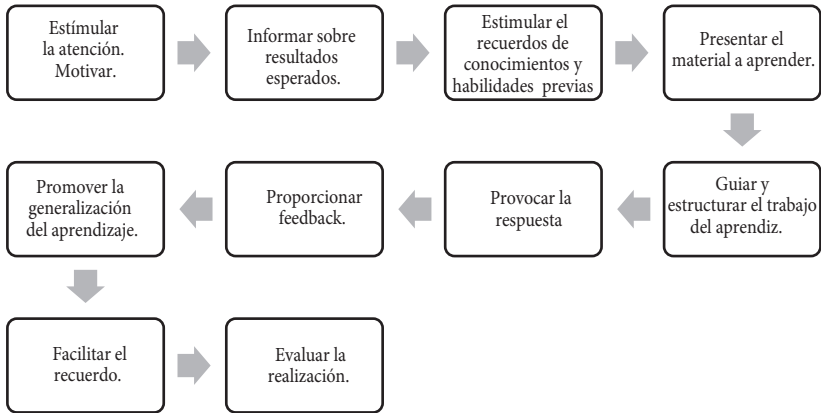 Estímular
la atención.
Motivar.
Informar sobre
resultados
esperados.
Estimular el
recuerdos de
conocimientos y
habilidades previas
Presentar el
material a aprender.
Guiar y
estructurar el trabajo
del aprendiz.
Provocar la
respuesta
Proporcionar
feedback.
Promover la
generalización
del aprendizaje.
Facilitar el
recuerdo.
Evaluar la
realización.